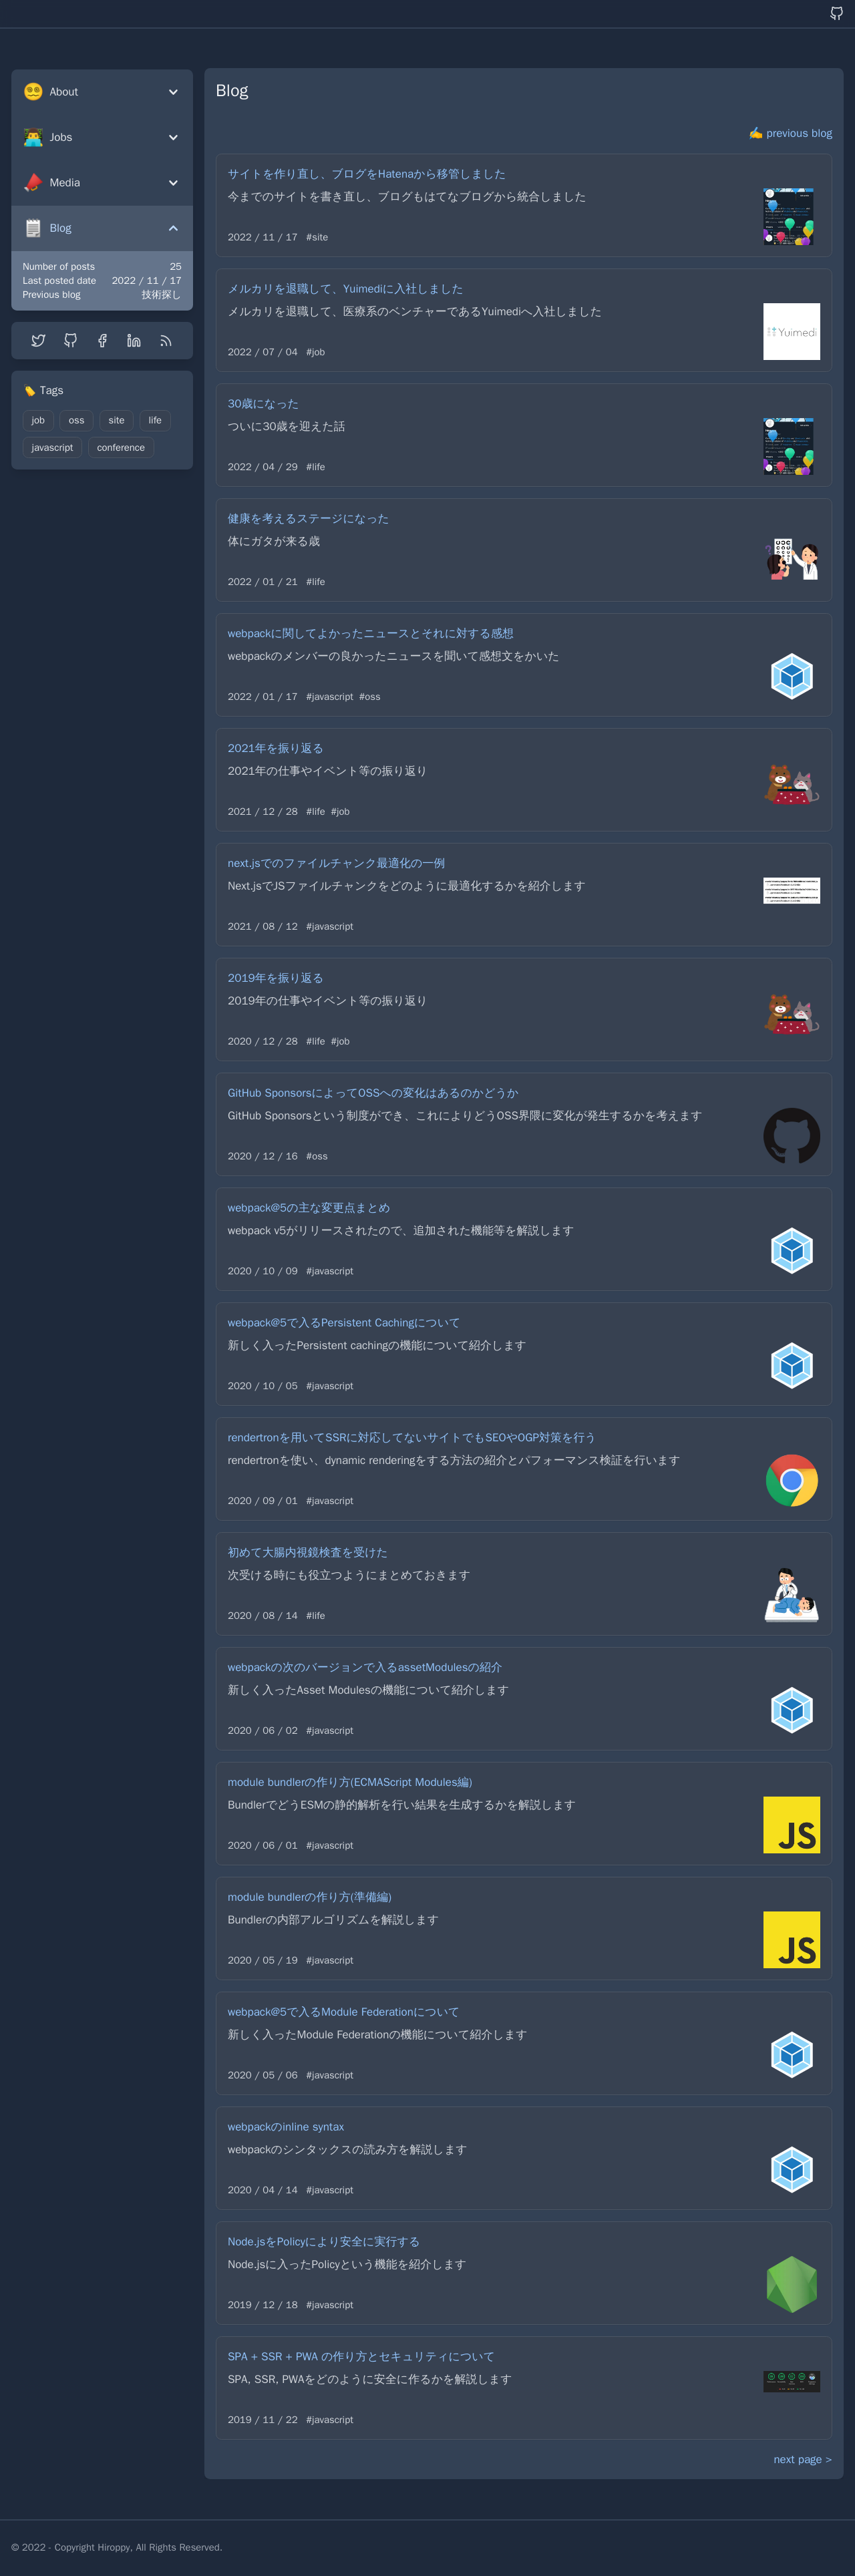 About
Jobs
Media
Blog
Number of posts 25
Last posted date 2022 / 11 / 17
Previous blog 技術探し
🏷️ Tags
job oss site life
javascript conference
Blog
✍️ previous blog
サイトを作り直し、ブログをHatenaから移管しました
今までのサイトを書き直し、ブログもはてなブログから統合しました
2022 / 11 / 17 #site
メルカリを退職して、Yuimediに入社しました
メルカリを退職して、医療系のベンチャーであるYuimediへ入社しました
Yuimedi
2022 / 07 / 04 #job
30歳になった
ついに30歳を迎えた話
2022 / 04 / 29 #life
健康を考えるステージになった
体にガタが来る歳
2022 / 01 / 21 #life
webpackに関してよかったニュースとそれに対する感想
webpackのメンバーの良かったニュースを聞いて感想文をかいた
2022 / 01 / 17 #javascript #oss
2021年を振り返る
2021年の仕事やイベント等の振り返り
2021 / 12 / 28 #life #job
next.jsでのファイルチャンク最適化の一例
Next.jsでJSファイルチャンクをどのように最適化するかを紹介します
2021 / 08 / 12 #javascript
2019年を振り返る
2019年の仕事やイベント等の振り返り
2020 / 12 / 28 #life #job
GitHub SponsorsによってOSSへの変化はあるのかどうか
GitHub Sponsorsという制度ができ、これによりどうOSS界隈に変化が発生するかを考えます
2020 / 12 / 16 #oss
webpack@5の主な変更点まとめ
webpack v5がリリースされたので、追加された機能等を解説します
2020 / 10 / 09 #javascript
webpack@5で入るPersistent Cachingについて
新しく入ったPersistent cachingの機能について紹介します
2020 / 10 / 05 #javascript
rendertronを用いてSSRに対応してないサイトでもSEOやOGP対策を行う
rendertronを使い、dynamic renderingをする方法の紹介とパフォーマンス検証を行います
2020 / 09 / 01 #javascript
初めて大腸内視鏡検査を受けた
次受ける時にも役立つようにまとめておきます
2020 / 08 / 14 #life
webpackの次のバージョンで入るassetModulesの紹介
新しく入ったAsset Modulesの機能について紹介します
2020 / 06 / 02 #javascript
module bundlerの作り方(ECMAScript Modules編)
BundlerでどうESMの静的解析を行い結果を生成するかを解説します
JS
2020 / 06 / 01 #javascript
module bundlerの作り方(準備編)
Bundlerの内部アルゴリズムを解説します
JS
2020 / 05 / 19 #javascript
webpack@5で入るModule Federationについて
新しく入ったModule Federationの機能について紹介します
2020 / 05 / 06 #javascript
webpackのinline syntax
webpackのシンタックスの読み方を解説します
2020 / 04 / 14 #javascript
Node.jsをPolicyにより安全に実行する
Node.jsに入ったPolicyという機能を紹介します
2019 / 12 / 18 #javascript
SPA + SSR + PWA の作り方とセキュリティについて
SPA, SSR, PWAをどのように安全に作るかを解説します
2019 / 11 / 22 #javascript
next page >
© 2022 - Copyright Hiroppy, All Rights Reserved.